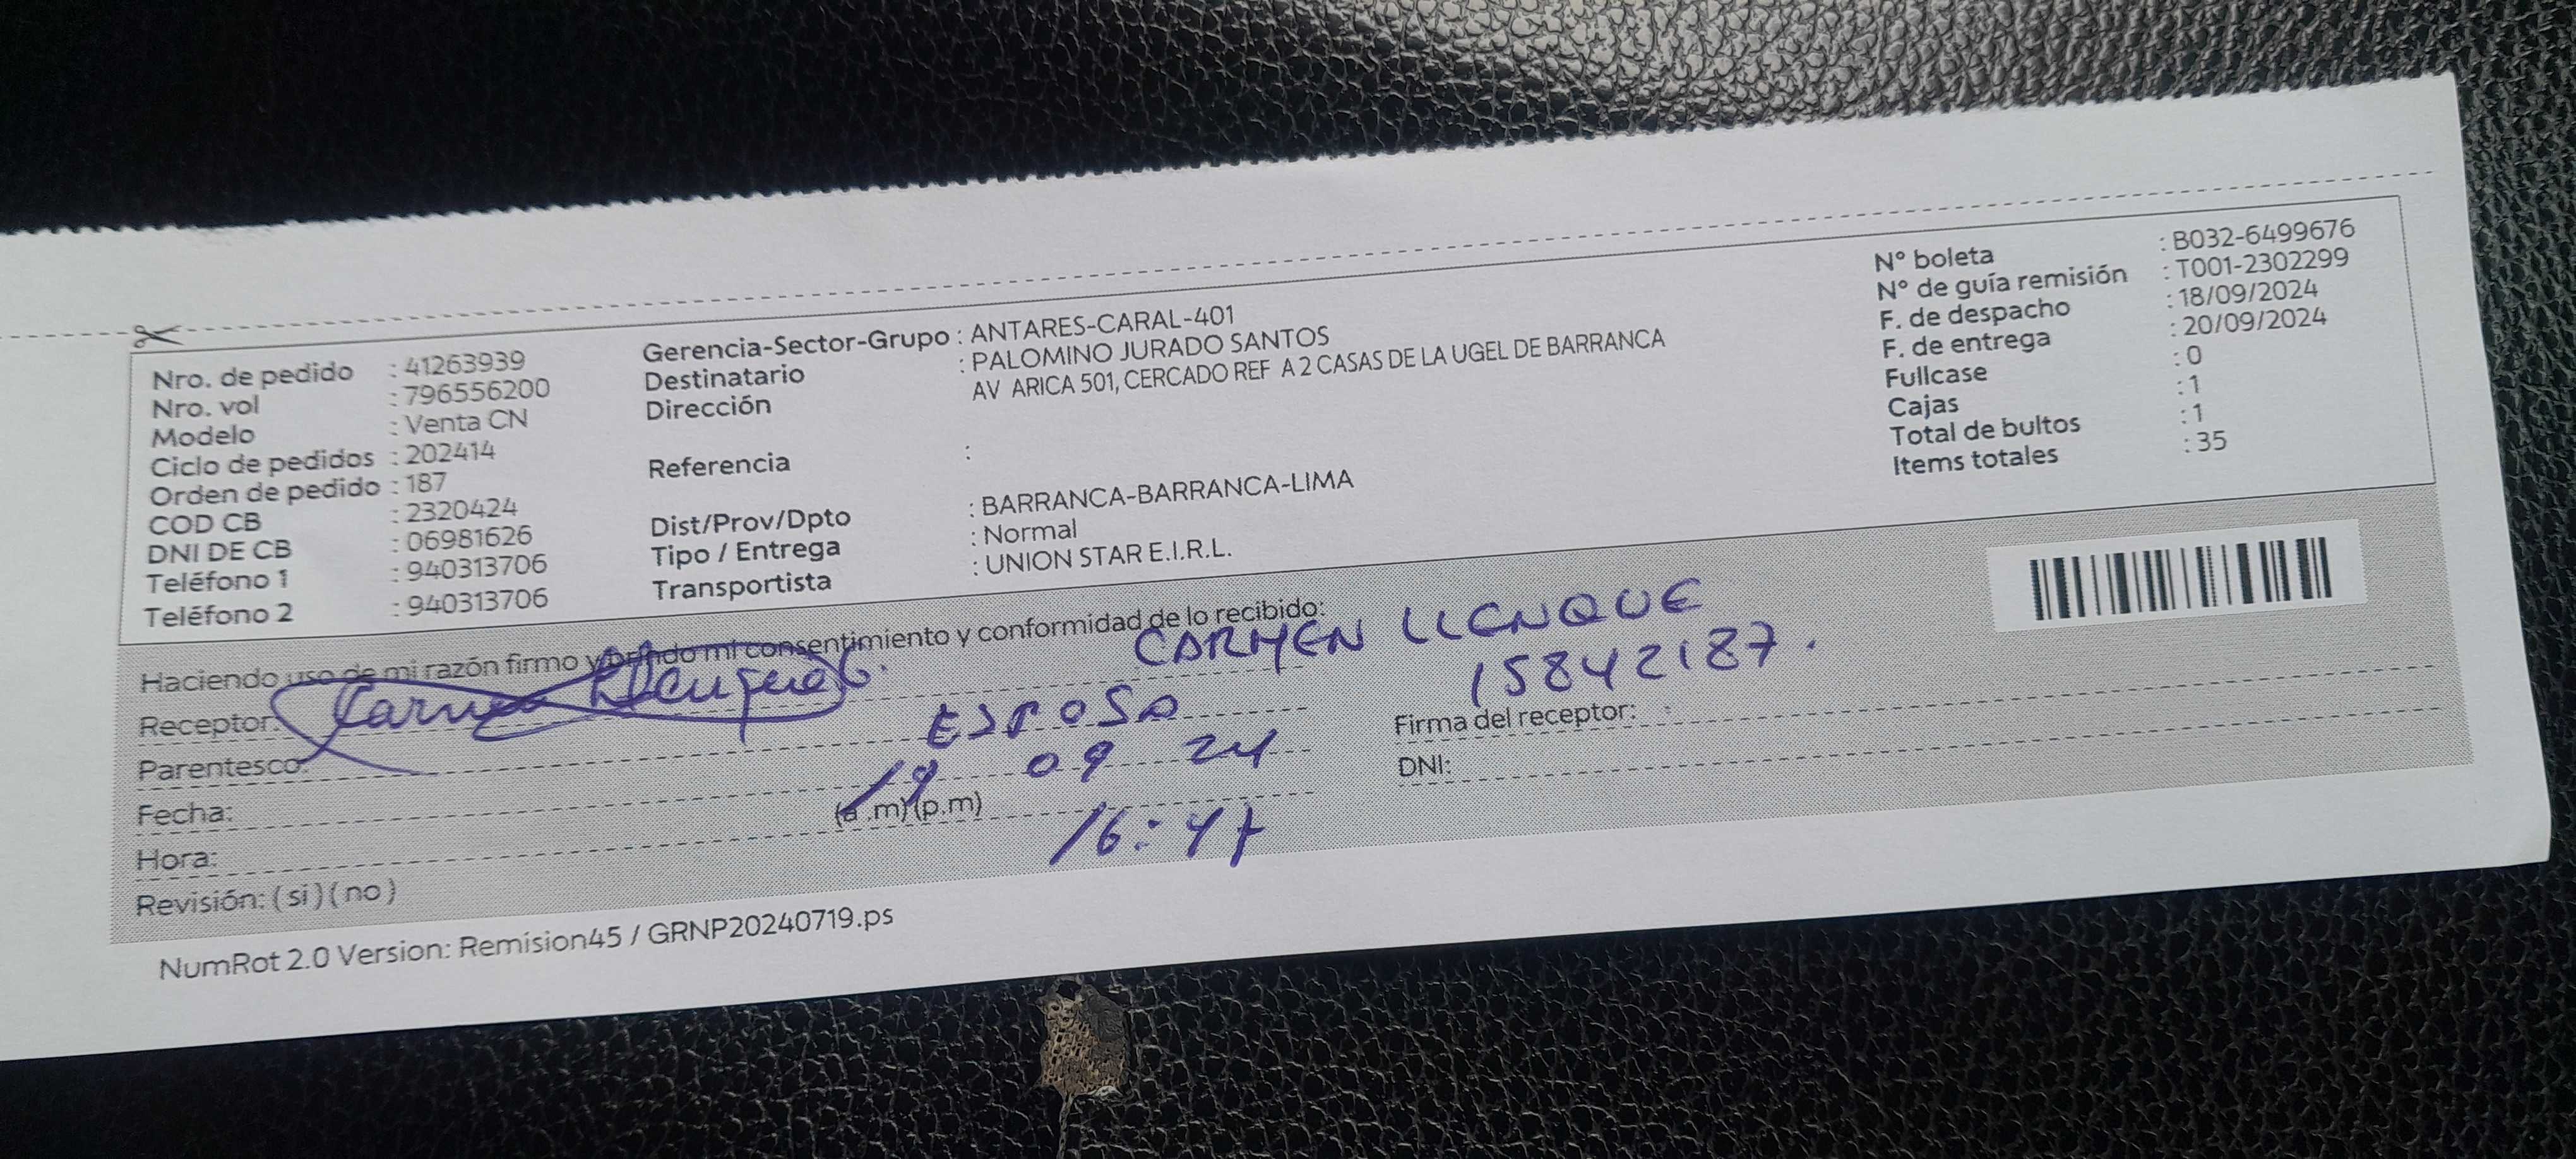 Nro. de pedido : 41263939
Nro. vol : 796556200
Modelo : Venta CN
Ciclo de pedidos : 202414
Orden de pedido : 187
COD CB : 2320424
DNI DE CB : 06981626
Teléfono 1 : 940313706
Teléfono 2 : 940313706
Gerencia-Sector-Grupo : ANTARES-CARAL-401
Destinatario : PALOMINO JURADO SANTOS
Dirección AV ARICA 501, CERCADO REF A 2 CASAS DE LA UGEL DE BARRANCA
Referencia :
Dist/Prov/Dpto : BARRANCA-BARRANCA-LIMA
Tipo / Entrega : Normal
Transportista : UNION STAR E.I.R.L.
N° boleta : B032-6499676
N° de guía remisión : T001-2302299
F. de despacho : 18/09/2024
F. de entrega : 20/09/2024
Fullcase : 0
Cajas : 1
Total de bultos : 1
Items totales : 35
Haciendo uso de mi razón firmo y brindo mi consentimiento y conformidad de lo recibido:
CARMEN LLENQUE
15842187.
Receptor: Carmen Llenque
Firma del receptor:
Parentesco: ESPOSA
DNI:
Fecha: 19 09 24
Hora: (a.m)(p.m) 16:47
Revisión: (si)(no)
NumRot 2.0 Version: Remision45 / GRNP20240719.ps